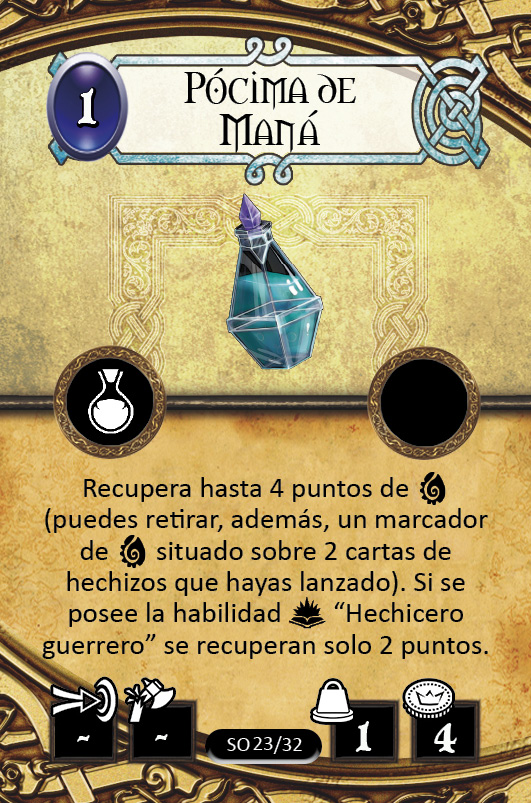 1
Pócima de
Maná
Recupera hasta 4 puntos de
(puedes retirar, además, un marcador
de situado sobre 2 cartas de
hechizos que hayas lanzado). Si se
posee la habilidad “Hechicero
guerrero” se recuperan solo 2 puntos.
~ ~ SO23/32 1 4